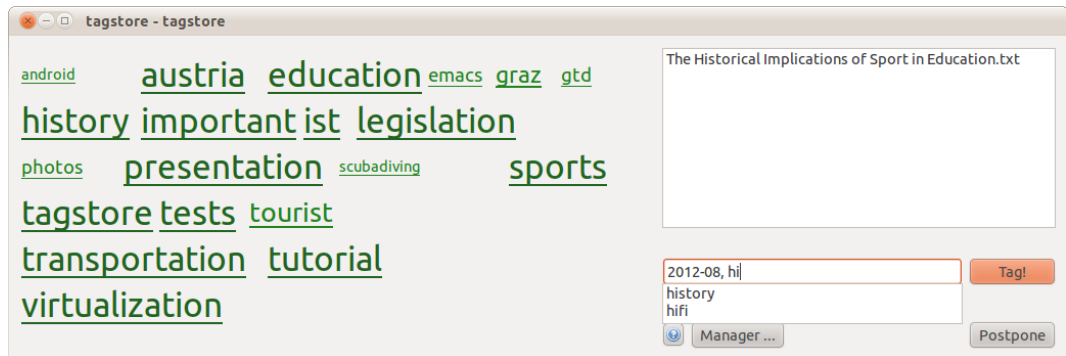 tagstore - tagstore
android austria education emacs graz gtd
history important ist legislation
photos presentation scubadiving sports
tagstore tests tourist
transportation tutorial
virtualization
The Historical Implications of Sport in Education.txt
2012-08, hi
Tag!
history
hifi
Manager ...
Postpone